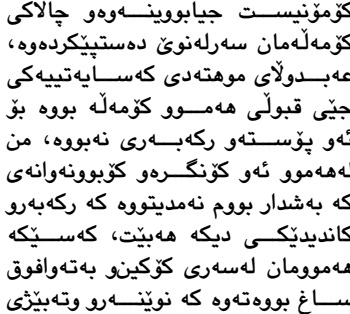 کۆمۆنیست جیابووینەوەو چالاکی
کۆمەڵەمان سەرلەنوێ دەستپێکردەوە،
عەبدوڵای موهتەدی کەسایەتییەکی
جێی قبوڵی هەموو کۆمەڵە بووە بۆ
ئەو پۆستەو رکەبەری نەبووە، من
لەهەموو ئەو کۆنگرەو کۆبوونەوانەی
کە بەشدار بووم نەمدیتووە کە رکەبەرو
کاندیدێکی دیکە هەبێت، کەسێکە
هەموومان لەسەری کۆکینو بەتەوافوق
ساغ بووەتەوە کە نوێنەرو وتەبێژی